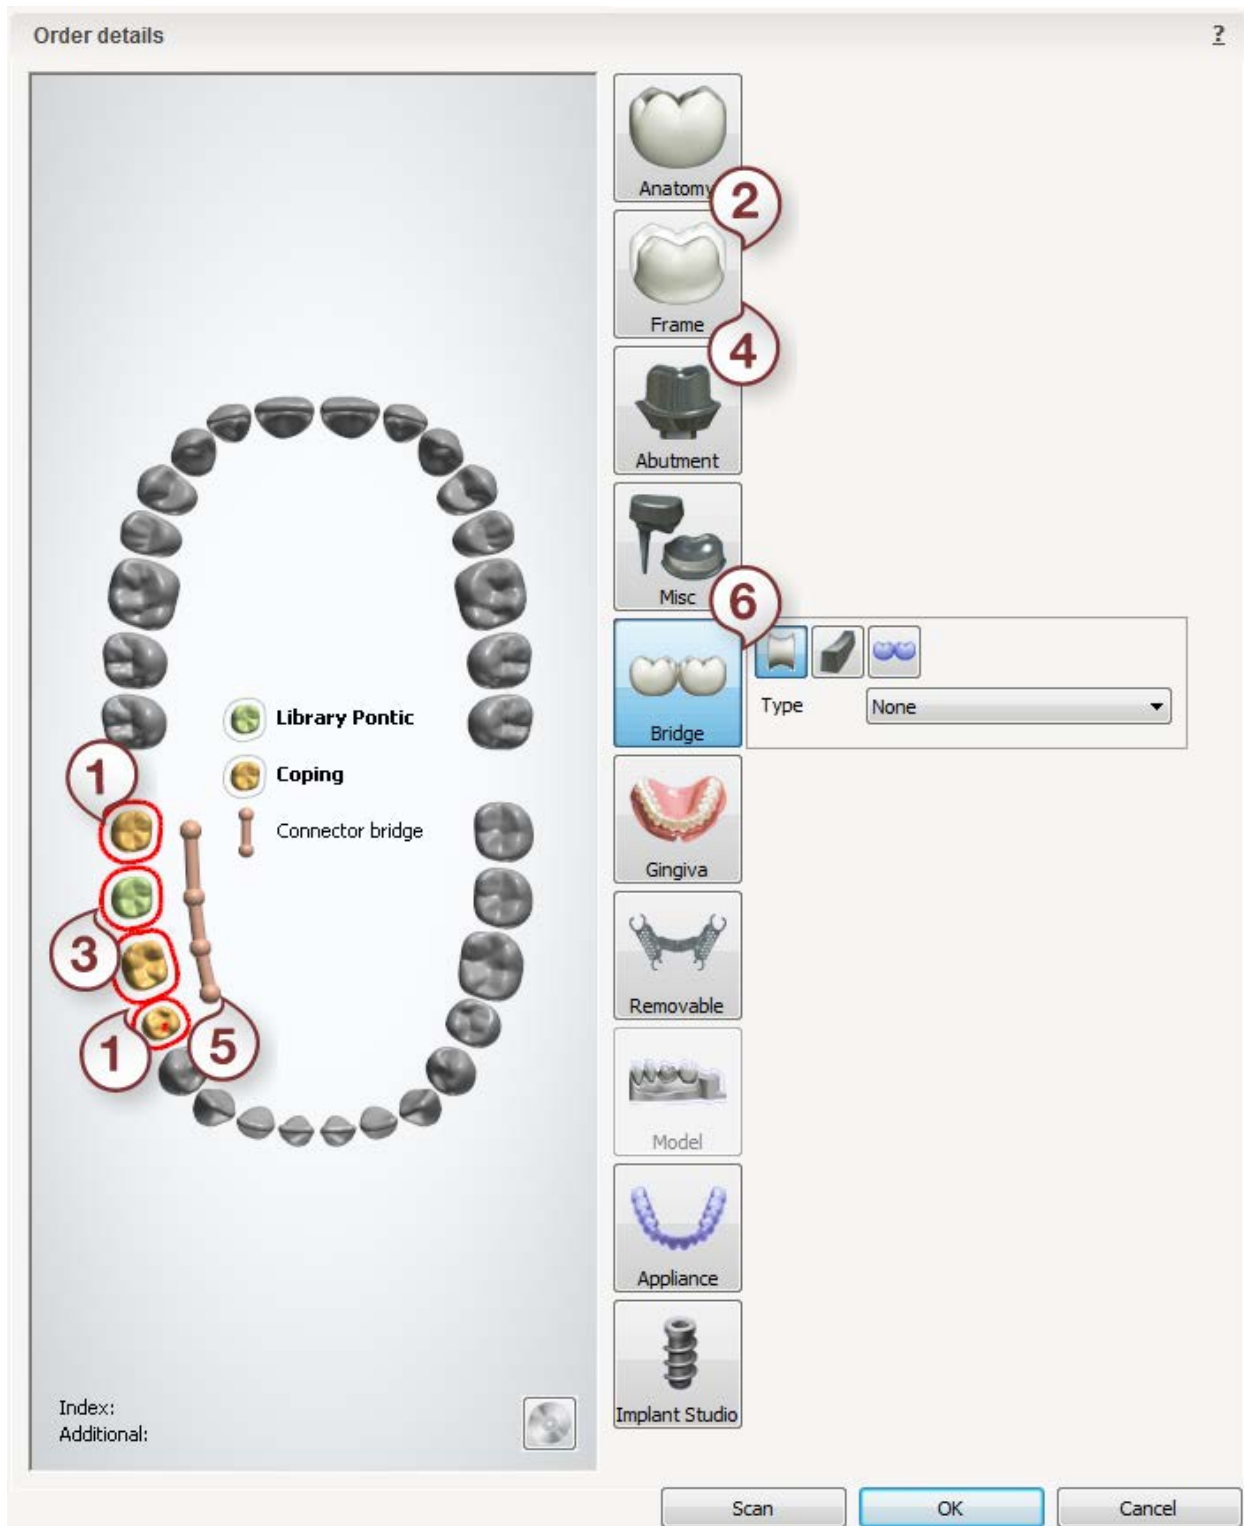 Order details
?
Anatomy
2
Frame
4
Abutment
Misc
6
Type
None
Bridge
Library Pontic
Coping
Connector bridge
1
3
1
5
Gingiva
Removable
Model
Appliance
Implant Studio
Index:
Additional:
Scan
OK
Cancel